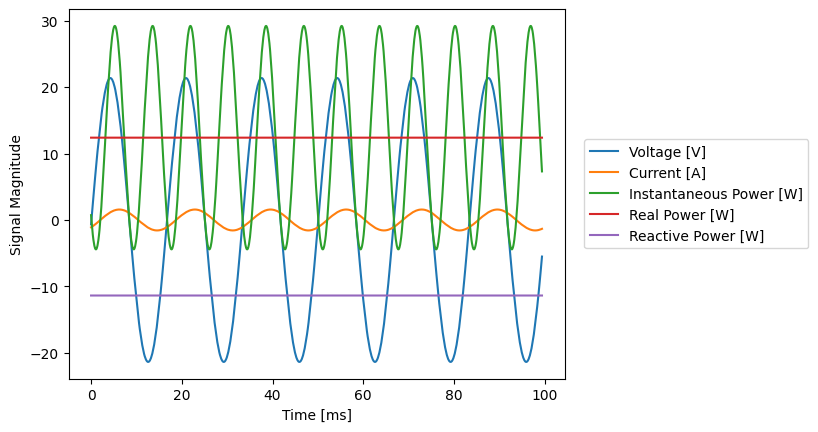 30
20
10
0
−10
−20
Signal Magnitude
0 20 40 60 80 100
Time [ms]
Voltage [V]
Current [A]
Instantaneous Power [W]
Real Power [W]
Reactive Power [W]